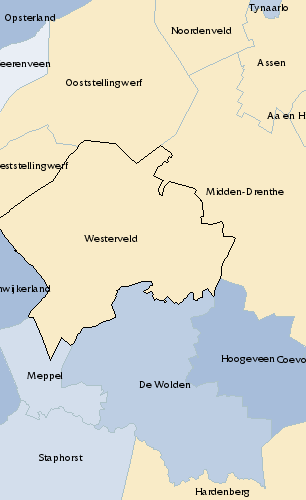 Tynaarlo
Opsterland
Noordenveld
eerenveen
Assen
Ooststellingwerf
Aa en H
eststellingwerf
Midden-Drenthe
Westerveld
nwijkerland
Hoogeveen
Coevo
Meppel
De Wolden
Staphorst
Hardenberg